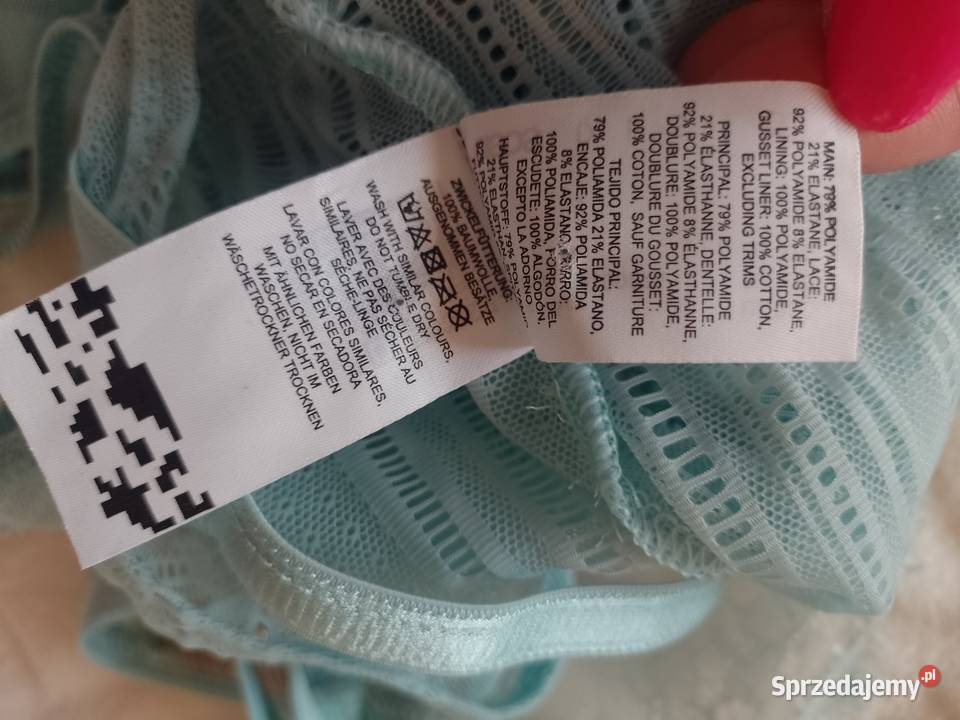 MAIN: 79% POLYAMIDE
21% ELASTANE, LACE:
92% POLYAMIDE 8% ELASTANE,
LINING: 100% POLYAMIDE,
GUSSET LINER: 100% COTTON,
EXCLUDING TRIMS
PRINCIPAL: 79% POLYAMIDE
21% ÉLASTHANNE, DENTELLE:
92% POLYAMIDE 8% ÉLASTHANNE,
DOUBLURE: 100% POLYAMIDE,
DOUBLURE DU GOUSSET:
100% COTON, SAUF GARNITURE
TEJIDO PRINCIPAL:
79% POLIAMIDA 21% ELASTANO,
ENCAJE: 92% POLIAMIDA
8% ELASTANO, FORRO:
100% POLIAMIDA, FORRO DEL
ESCUDETE: 100% ALGODÓN,
EXCEPTO LA ADORNO
HAUPTSTOFF: 79% POLYAMID
21% ELASTHAN,
92% POLYAMID
ZWICKELFÜTTERUNG:
100% BAUMWOLLE,
AUSGENOMMEN BESÄTZE
WASH WITH SIMILAR COLOURS,
DO NOT TUMBLE DRY
LAVER AVEC DES COULEURS
SIMILAIRES, NE PAS SÉCHER AU
SÈCHE-LINGE
LAVAR CON COLORES SIMILARES,
NO SECAR EN SECADORA
MIT ÄHNLICHEN FARBEN
WASCHEN, NICHT IM
WÄSCHETROCKNER TROCKNEN
Sprzedajemy.pl